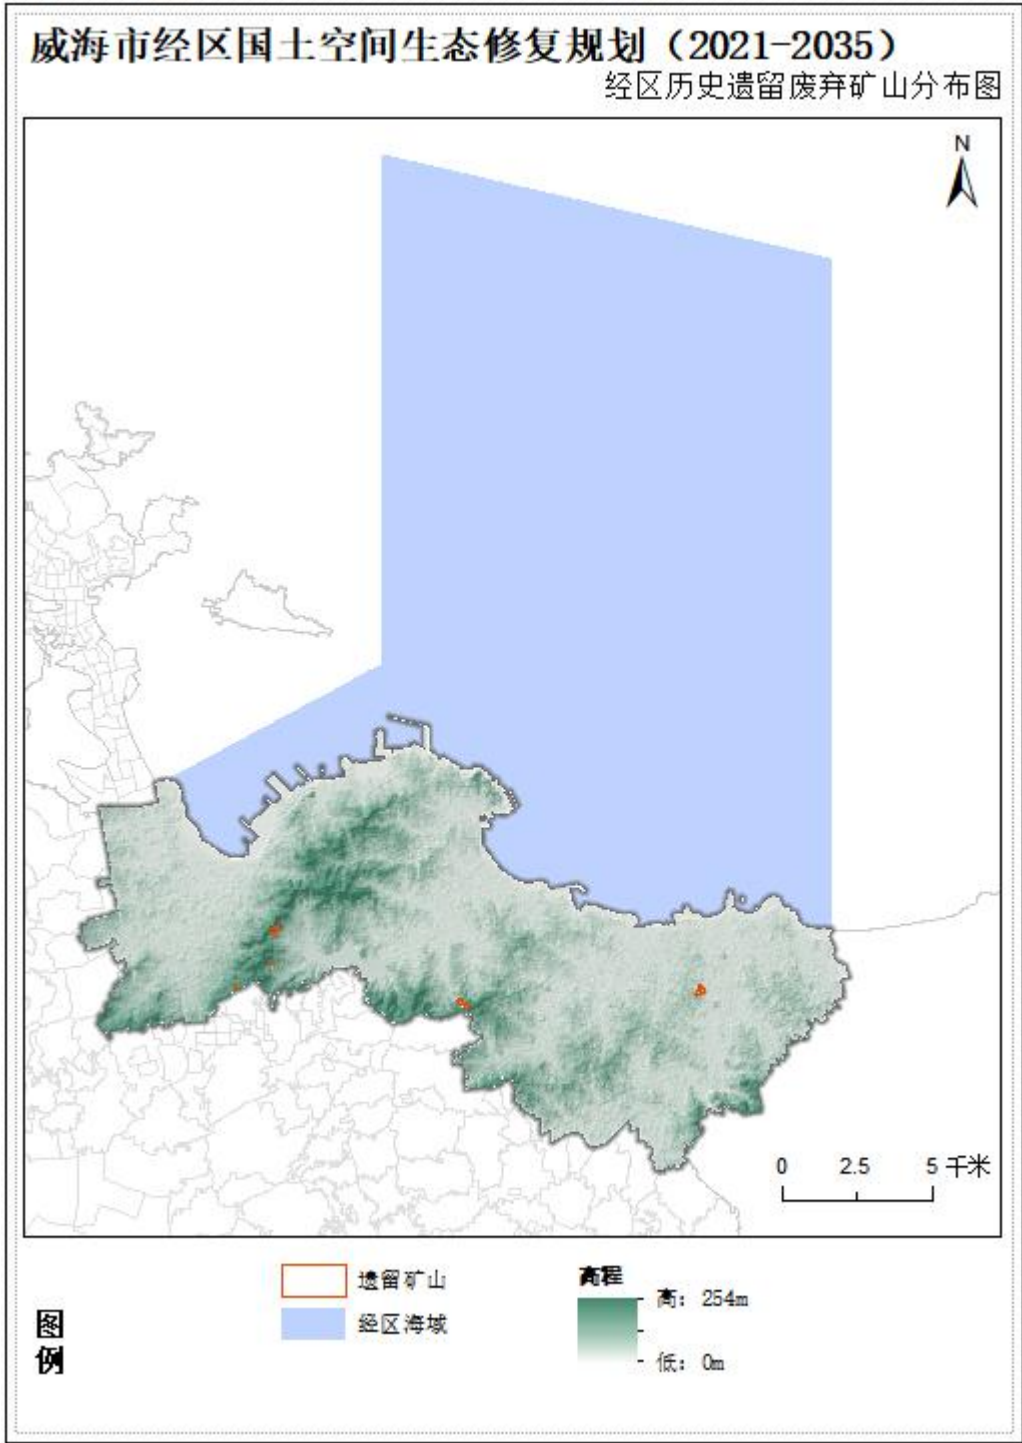 威海市经区国土空间生态修复规划（2021-2035）
经区历史遗留废弃矿山分布图
N
0 2.5 5 千米
图例
遗留矿山
经区海域
高程
高：254m
低：0m